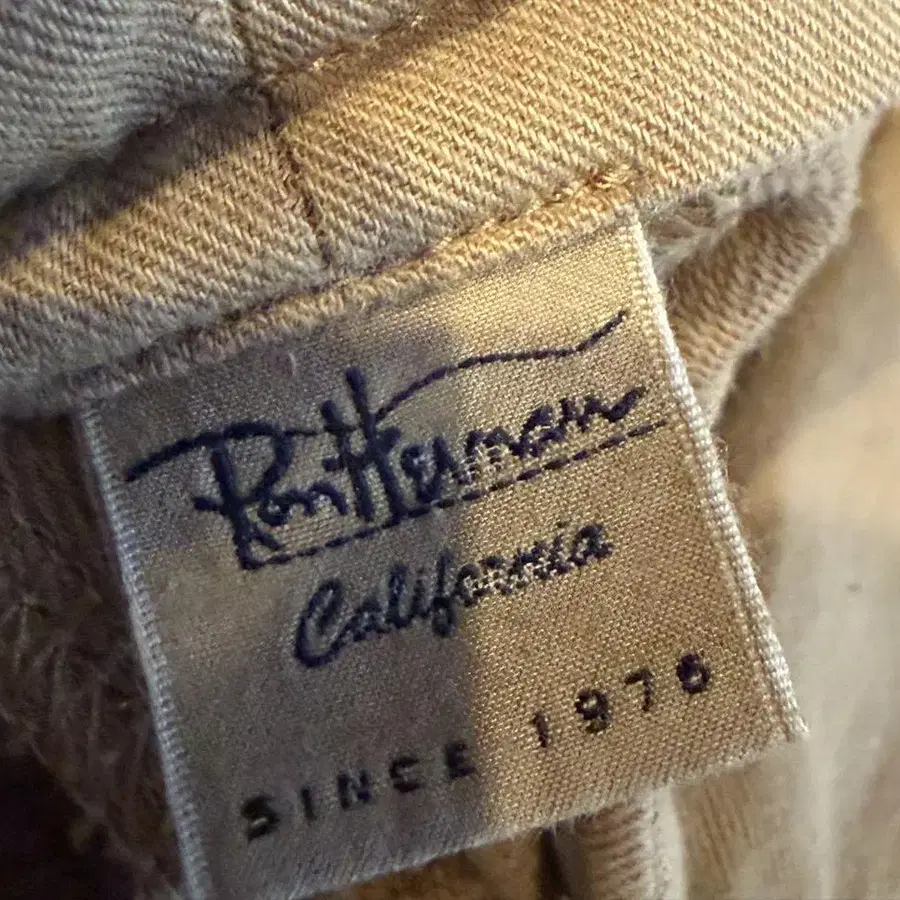 Ron Herman
California
SINCE 1976